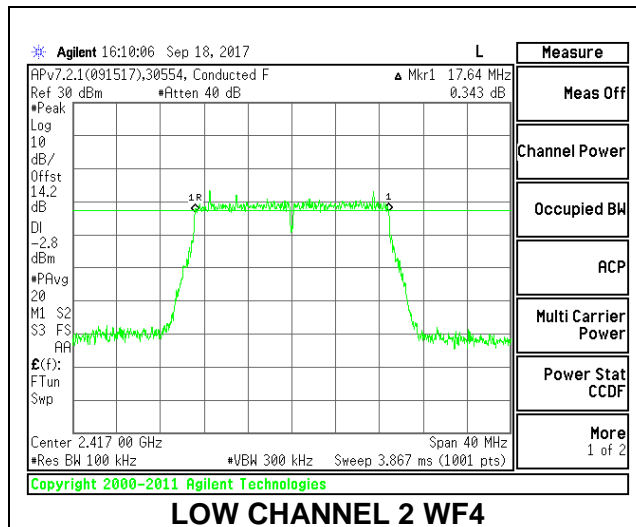 Agilent 16:10:06 Sep 18, 2017 L
APv7.2.1(091517),30554, Conducted F ▲ Mkr1 17.64 MHz
Ref 30 dBm #Atten 40 dB 0.343 dB
#Peak
Log
10
dB/
Offst
14.2
dB
DI
-2.8
dBm
#PAvg
20
M1 S2
S3 FS
AA
£(f):
FTun
Swp
1R
1
Center 2.417 00 GHz Span 40 MHz
#Res BW 100 kHz #VBW 300 kHz Sweep 3.867 ms (1001 pts)
Copyright 2000-2011 Agilent Technologies
Measure
Meas Off
Channel Power
Occupied BW
ACP
Multi Carrier
Power
Power Stat
CCDF
More
1 of 2
LOW CHANNEL 2 WF4